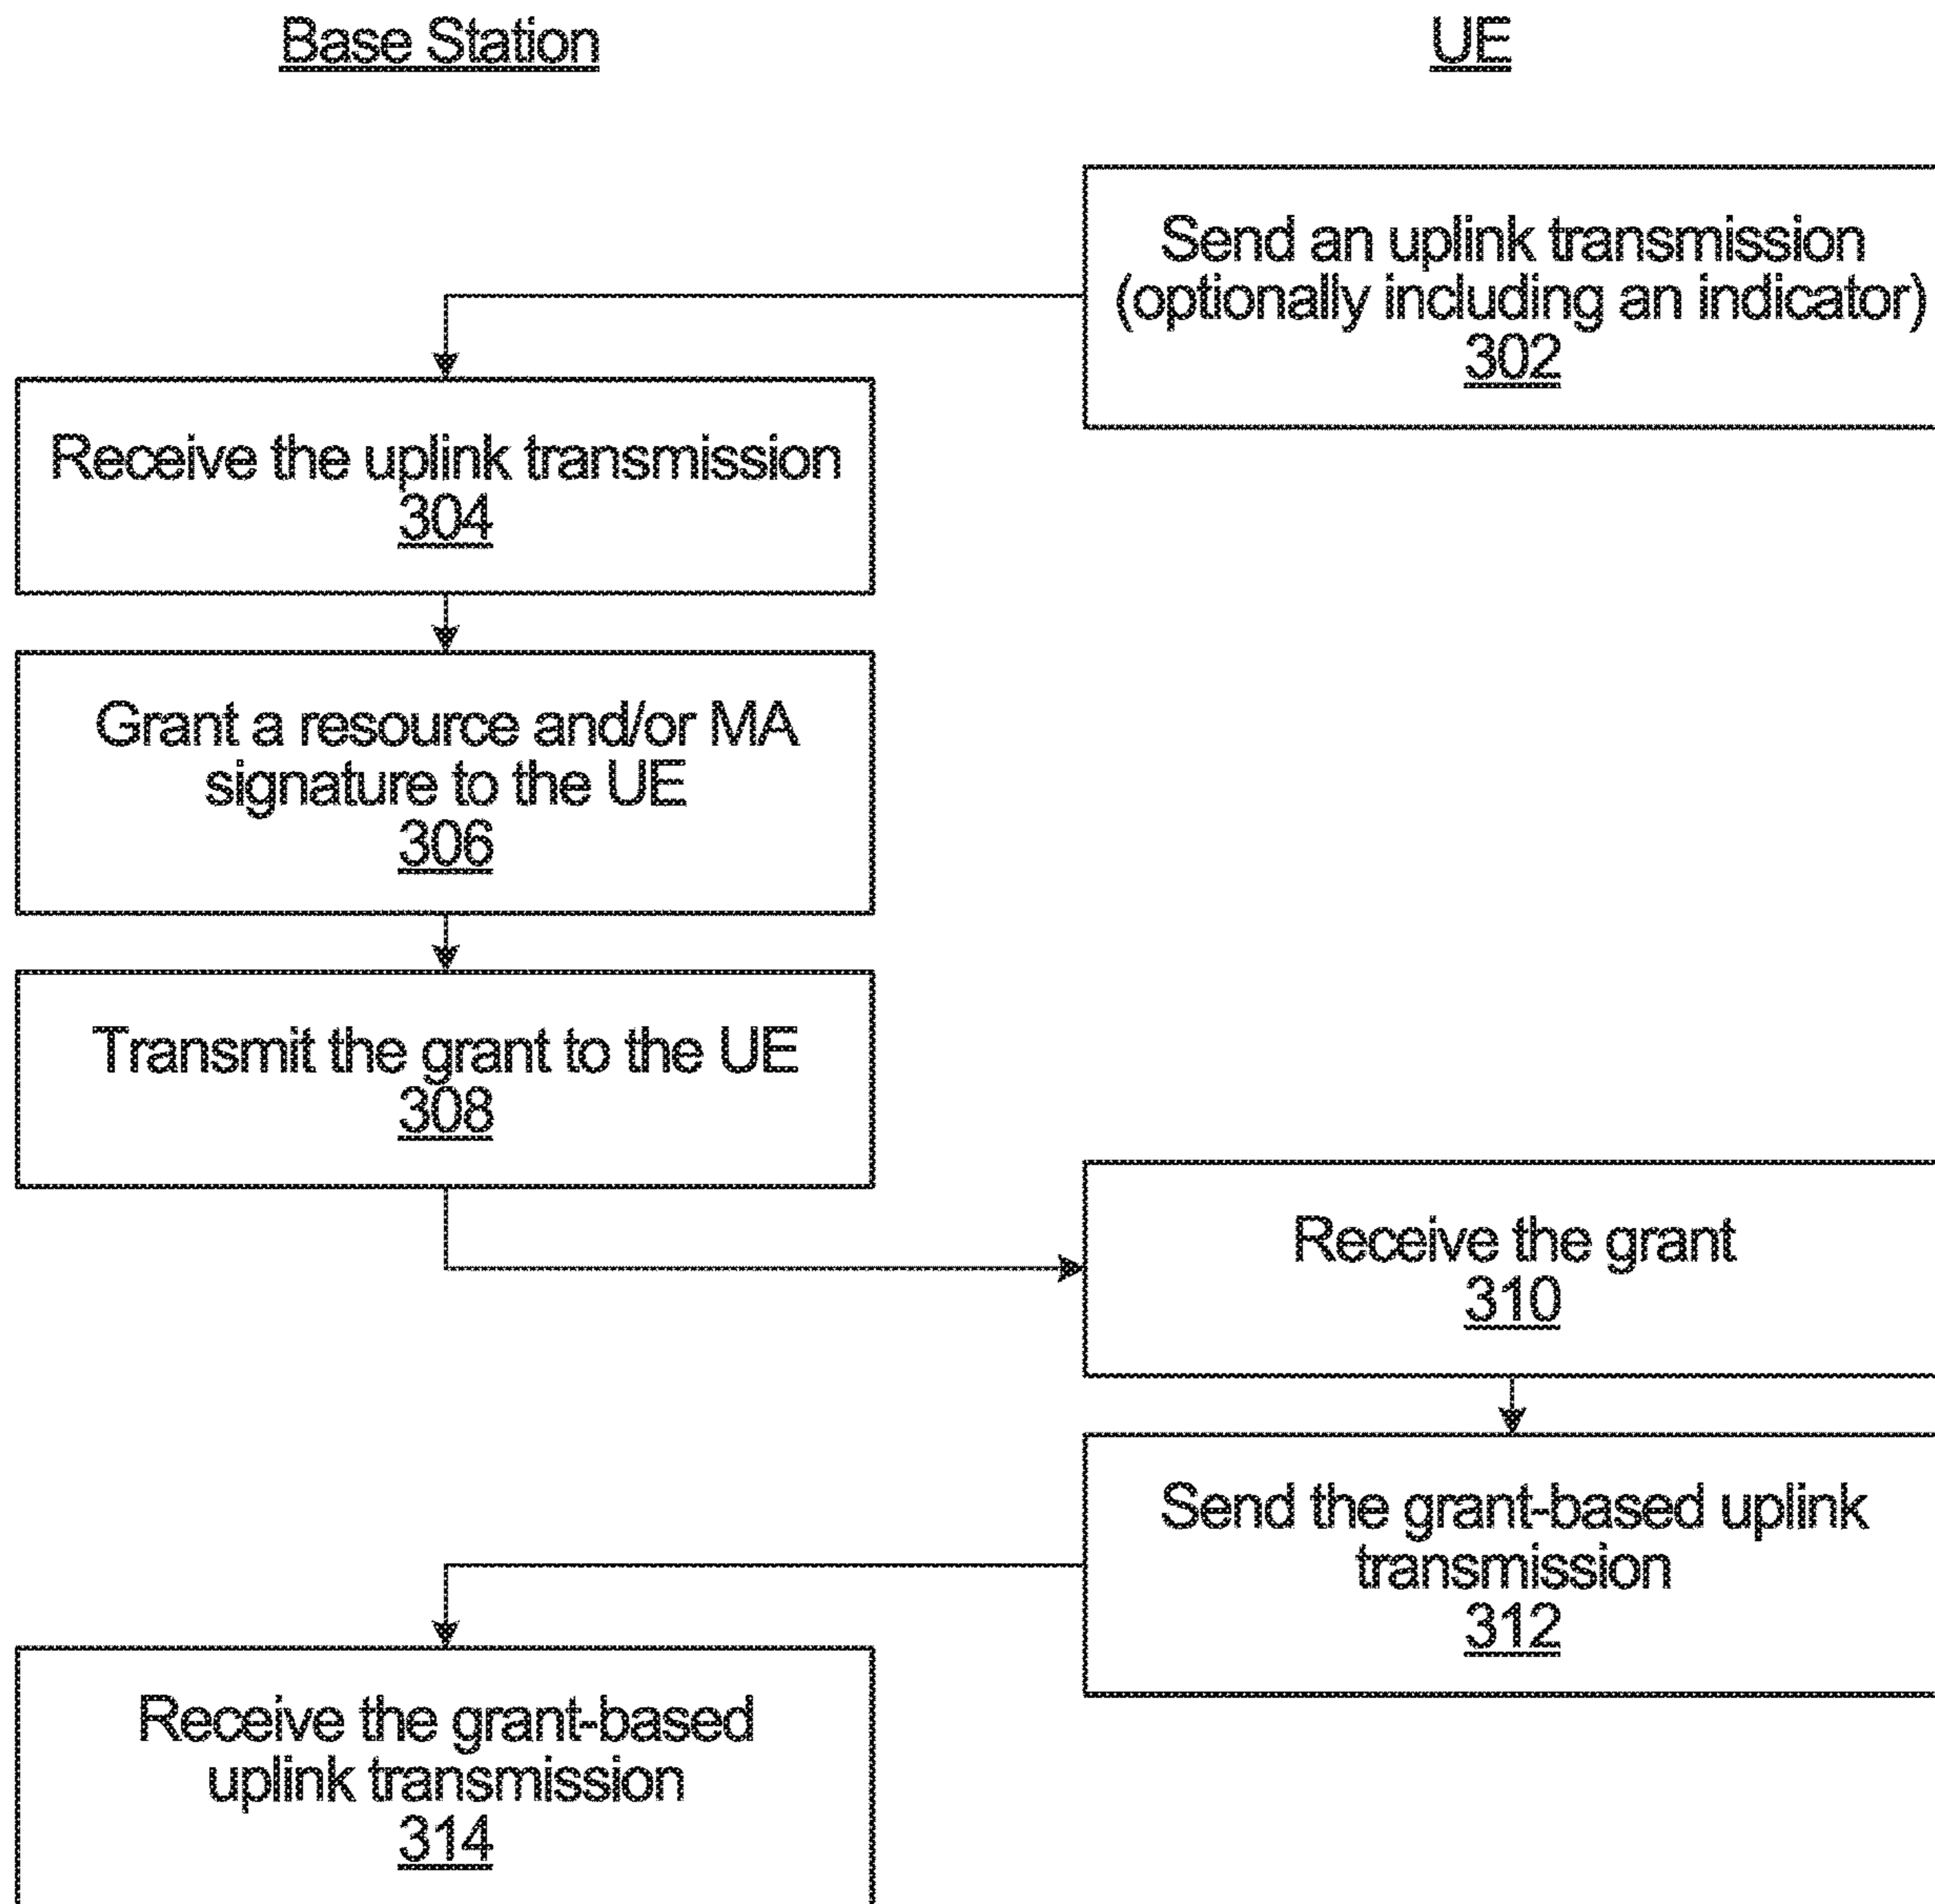 Base Station
UE
Send an uplink transmission
(optionally including an indicator)
302
Receive the uplink transmission
304
Grant a resource and/or MA
signature to the UE
306
Transmit the grant to the UE
308
Receive the grant
310
Send the grant-based uplink
transmission
312
Receive the grant-based
uplink transmission
314